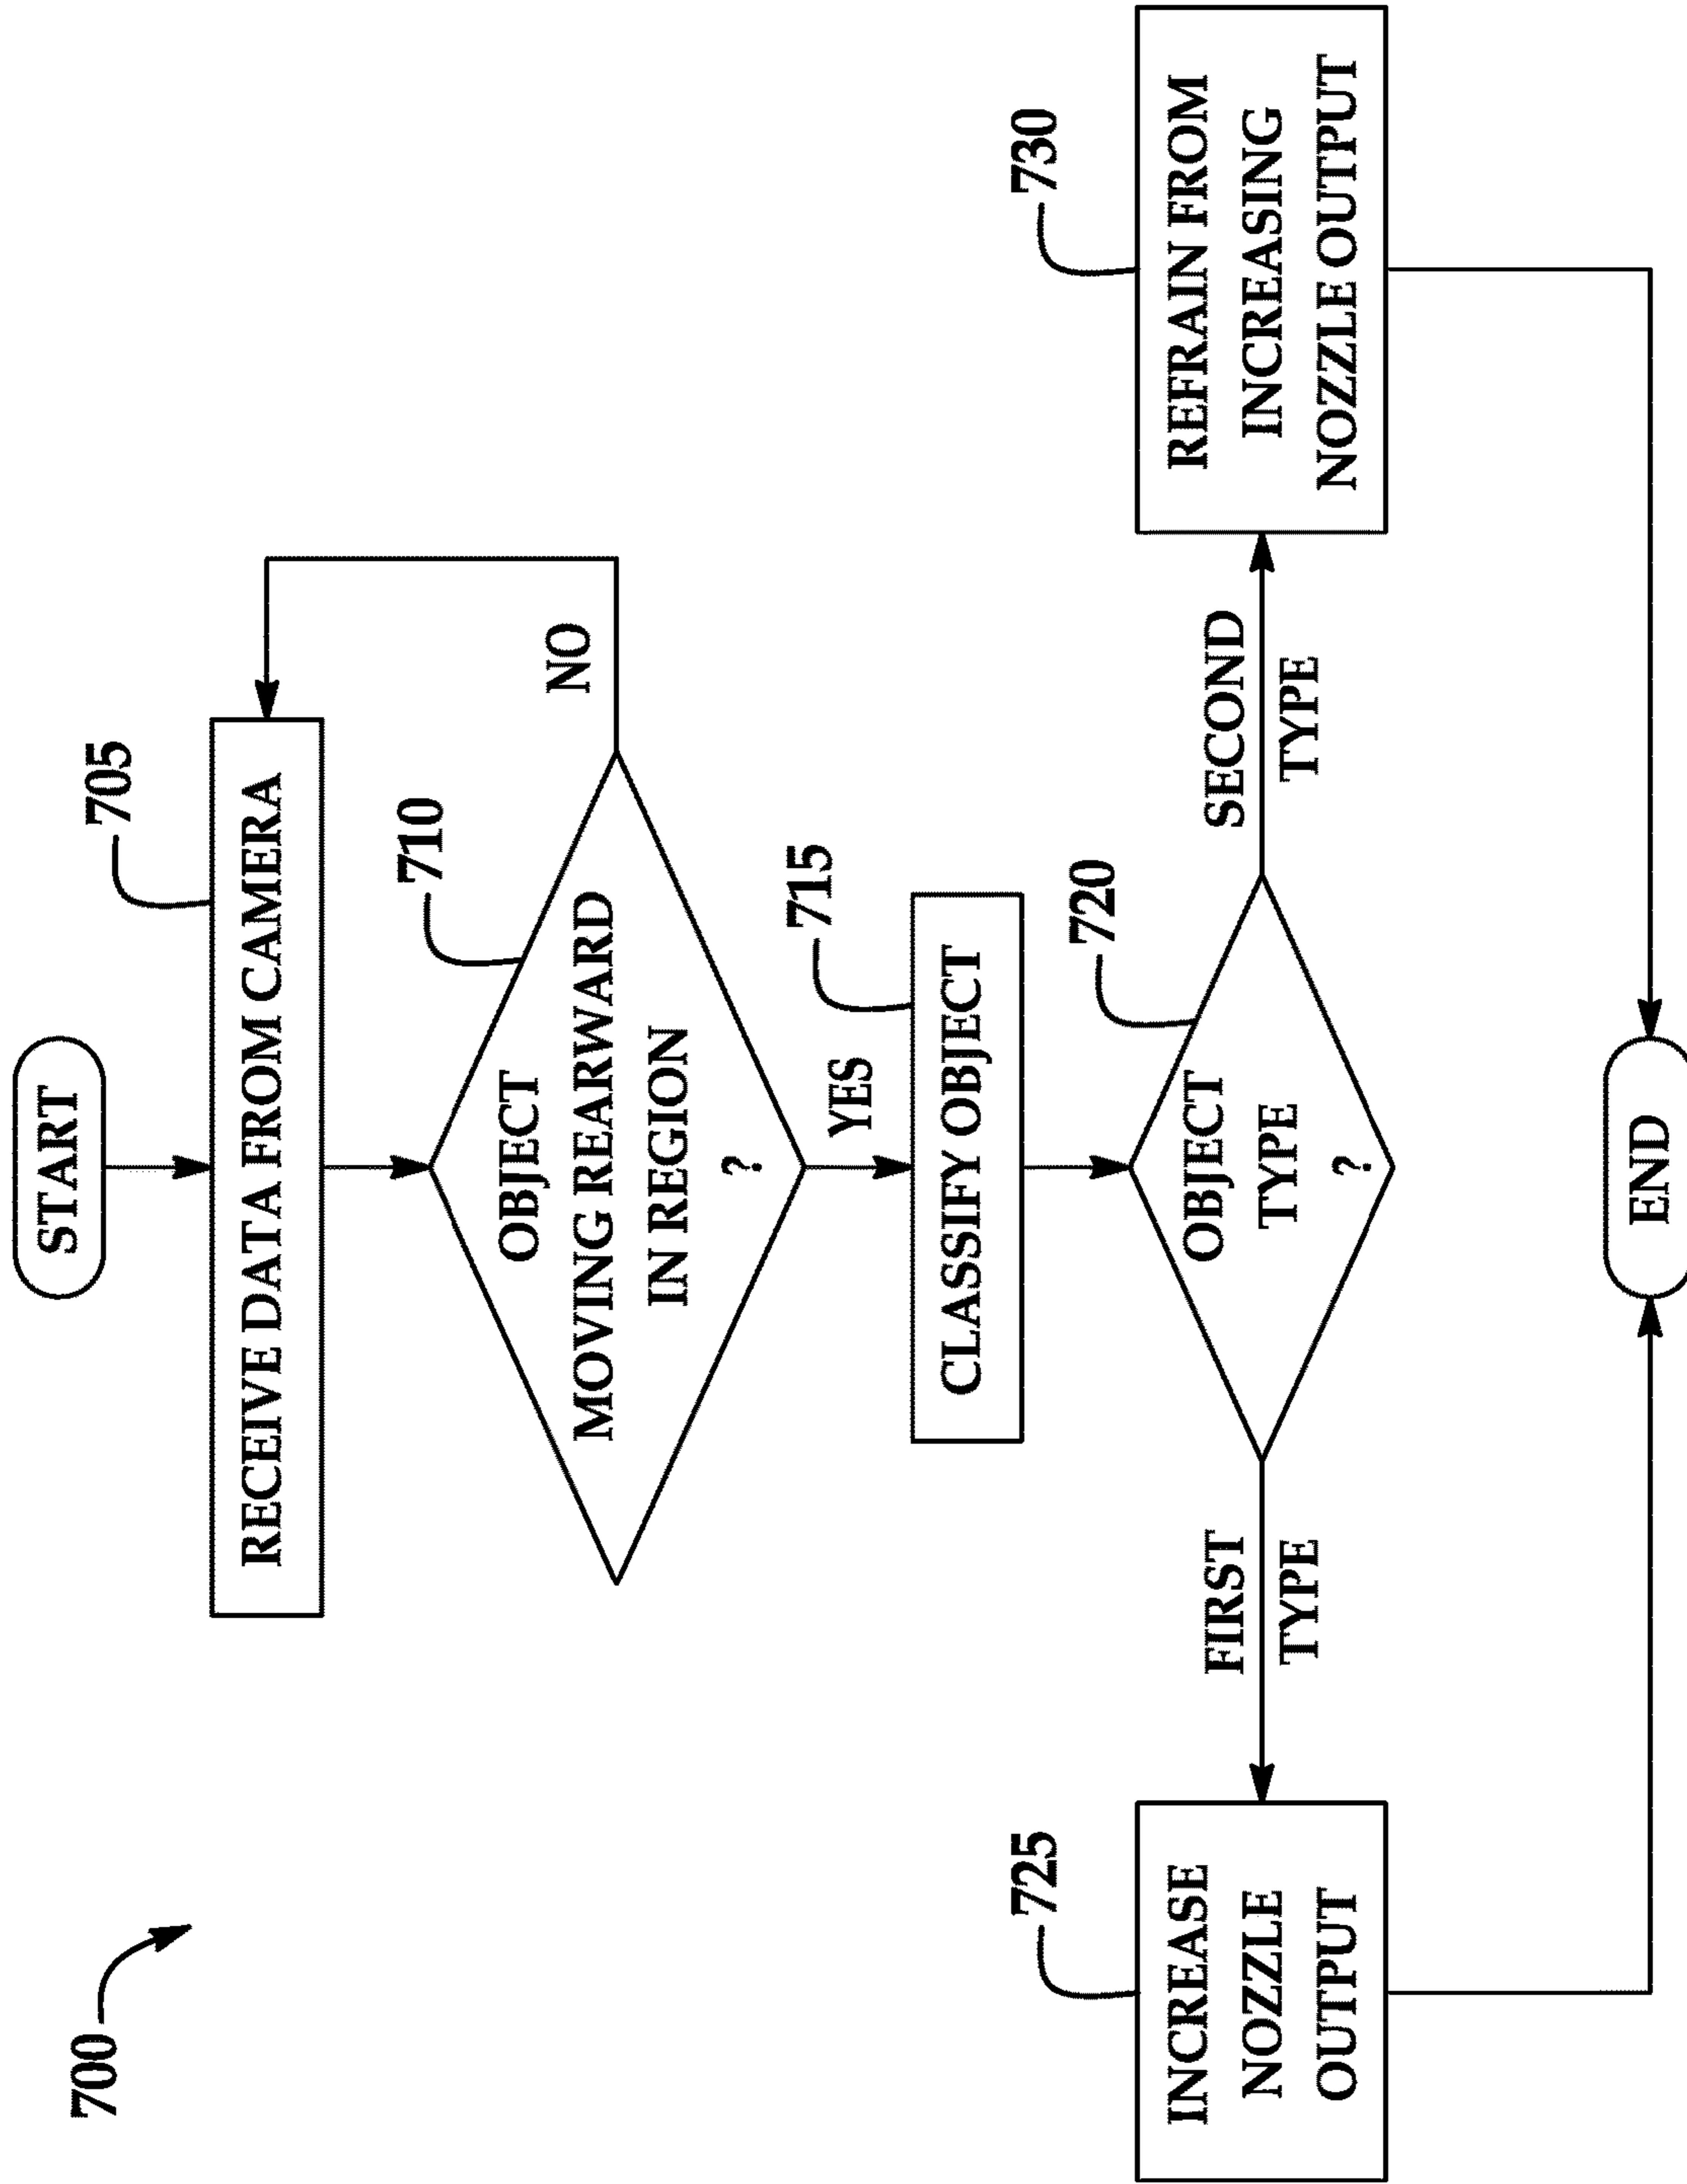 700
START
705
RECEIVE DATA FROM CAMERA
710
OBJECT
MOVING REARWARD
IN REGION
?
NO
YES
715
CLASSIFY OBJECT
720
OBJECT
TYPE
?
FIRST
TYPE
SECOND
TYPE
725
INCREASE
NOZZLE
OUTPUT
730
REFRAIN FROM
INCREASING
NOZZLE OUTPUT
END